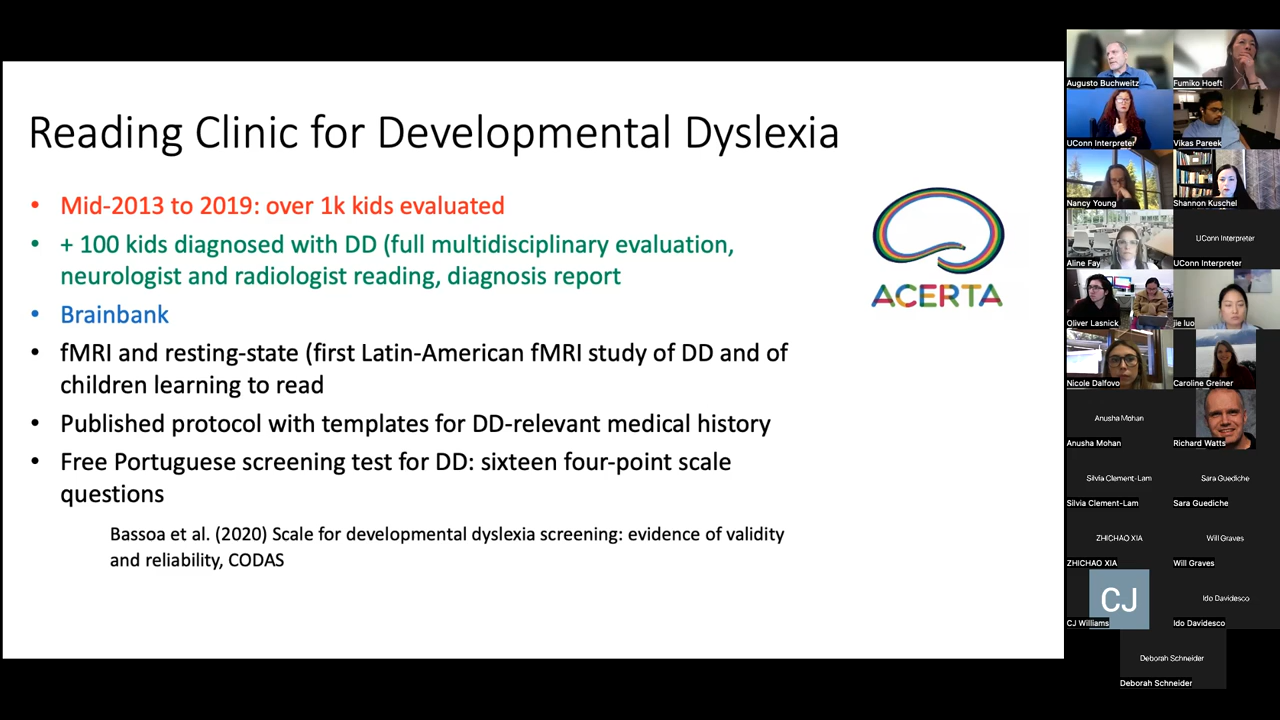 Reading Clinic for Developmental Dyslexia
• Mid-2013 to 2019: over 1k kids evaluated
• + 100 kids diagnosed with DD (full multidisciplinary evaluation,
neurologist and radiologist reading, diagnosis report
• Brainbank
• fMRI and resting-state (first Latin-American fMRI study of DD and of
children learning to read
• Published protocol with templates for DD-relevant medical history
• Free Portuguese screening test for DD: sixteen four-point scale
questions
Bassoa et al. (2020) Scale for developmental dyslexia screening: evidence of validity
and reliability, CODAS
ACERTA
Augusto Buchweitz
Fumiko Hoeft
UConn Interpreter
Vikas Pareek
Nancy Young
Shannon Kuschel
Aline Fay
UConn Interpreter
UConn Interpreter
Oliver Lasnick
jie luo
Nicole Dalfovo
Caroline Greiner
Anusha Mohan
Anusha Mohan
Richard Watts
Silvia Clement-Lam
Silvia Clement-Lam
Sara Guediche
Sara Guediche
ZHICHAO XIA
ZHICHAO XIA
Will Graves
Will Graves
CJ
CJ Williams
Ido Davidesco
Ido Davidesco
Deborah Schneider
Deborah Schneider